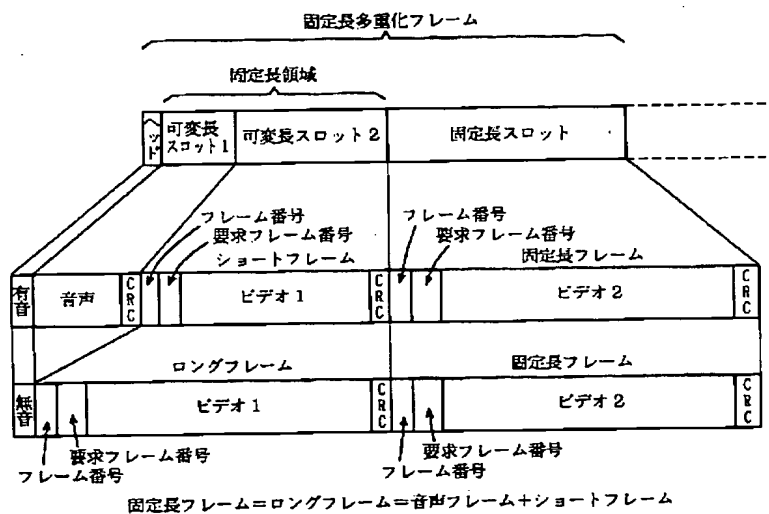 固定長多重化フレーム
固定長領域
ヘッド
可変長
スロット1
可変長スロット2
固定長スロット
フレーム番号
要求フレーム番号
ショートフレーム
フレーム番号
要求フレーム番号
固定長フレーム
有音
音声
CRC
ビデオ1
CRC
ビデオ2
CRC
ロングフレーム
固定長フレーム
無音
ビデオ1
CRC
ビデオ2
CRC
要求フレーム番号
フレーム番号
要求フレーム番号
フレーム番号
固定長フレーム=ロングフレーム=音声フレーム+ショートフレーム